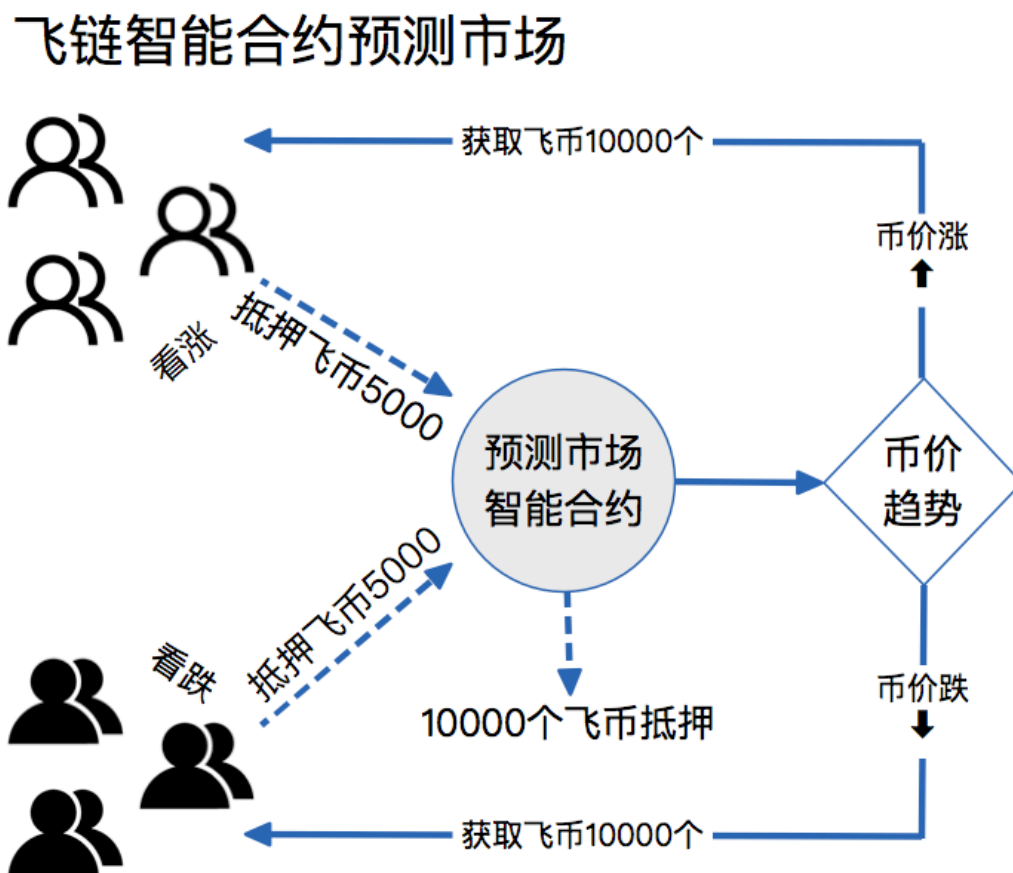 飞链智能合约预测市场
获取飞币10000个
币价涨
看涨
抵押飞币5000
预测市场
智能合约
币价
趋势
抵押飞币5000
看跌
10000个飞币抵押
币价跌
获取飞币10000个